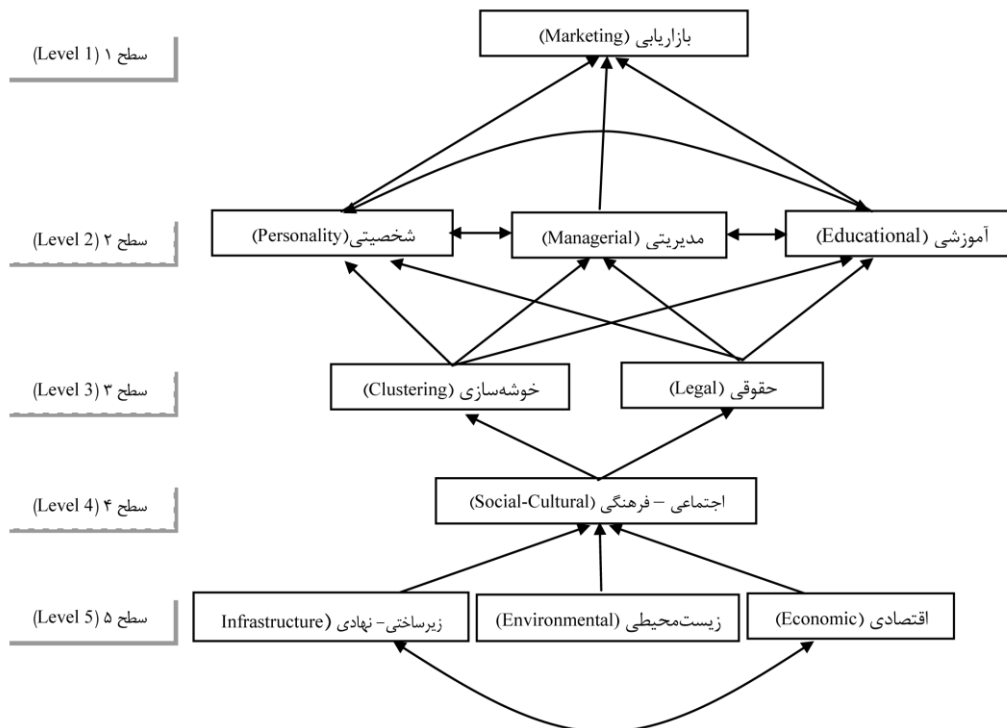 سطح ۱ (Level 1)
بازاریابی (Marketing)
سطح ۲ (Level 2)
شخصیتی(Personality)
مدیریتی (Managerial)
آموزشی (Educational)
سطح ۳ (Level 3)
خوشه‌سازی (Clustering)
حقوقی (Legal)
سطح ۴ (Level 4)
اجتماعی – فرهنگی (Social-Cultural)
سطح ۵ (Level 5)
زیرساختی- نهادی (Infrastructure
زیست‌محیطی (Environmental)
اقتصادی (Economic)